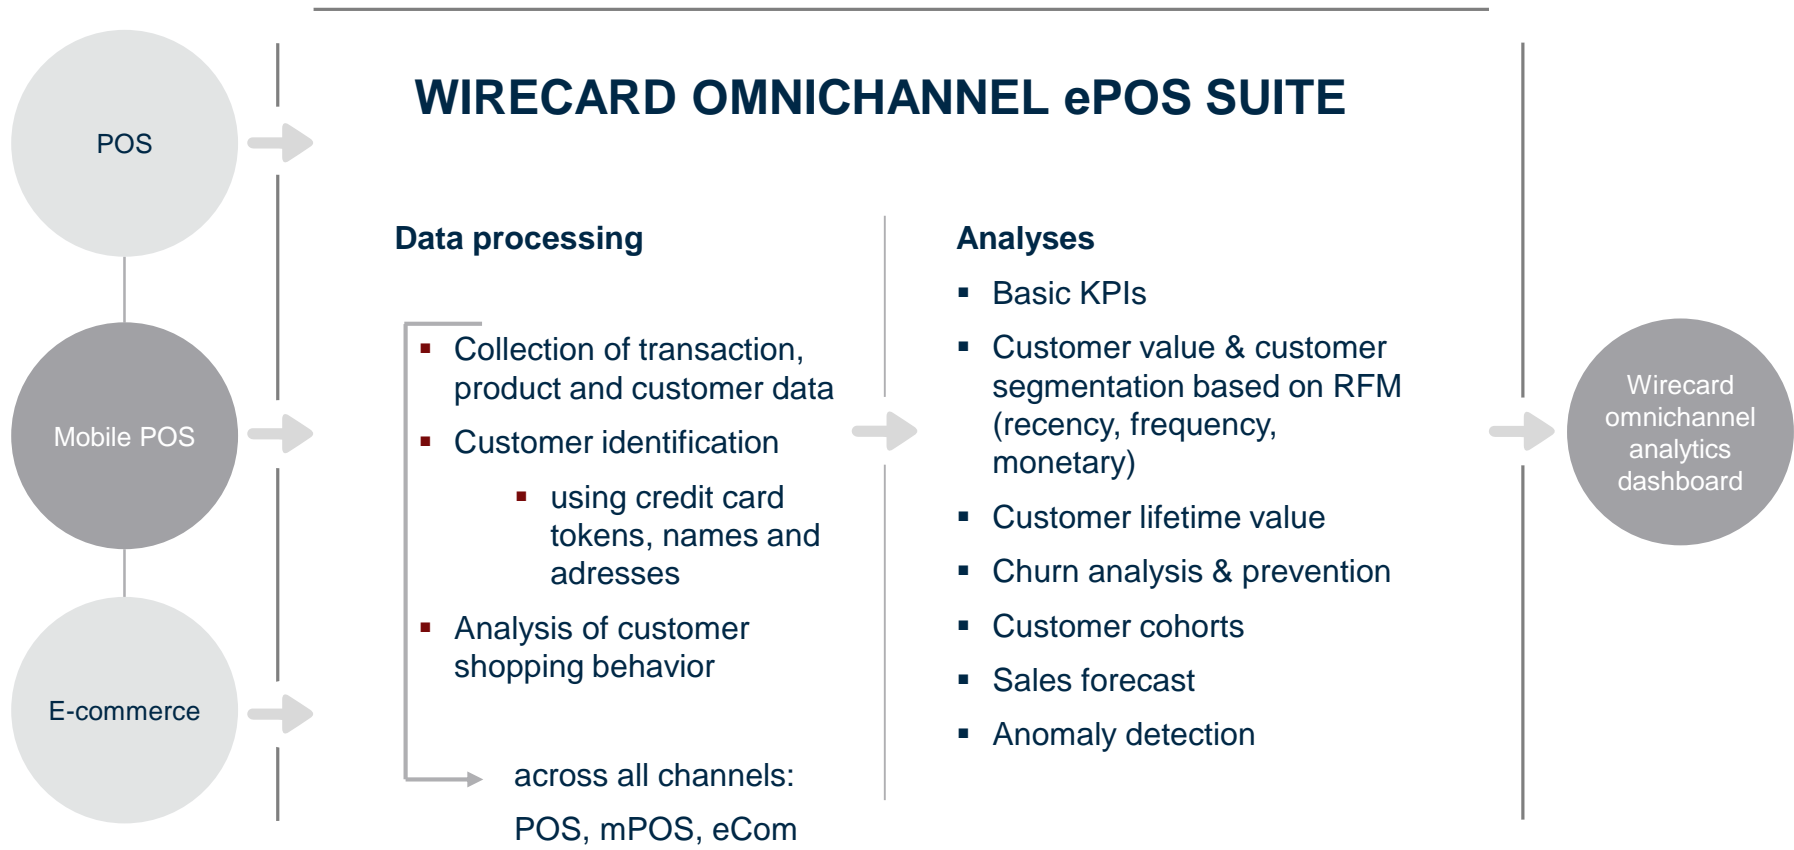 WIRECARD OMNICHANNEL ePOS SUITE
POS
Mobile POS
E-commerce
Data processing
▪ Collection of transaction,
product and customer data
▪ Customer identification
▪ using credit card
tokens, names and
adresses
▪ Analysis of customer
shopping behavior
across all channels:
POS, mPOS, eCom
Analyses
▪ Basic KPIs
▪ Customer value & customer
segmentation based on RFM
(recency, frequency,
monetary)
▪ Customer lifetime value
▪ Churn analysis & prevention
▪ Customer cohorts
▪ Sales forecast
▪ Anomaly detection
Wirecard
omnichannel
analytics
dashboard